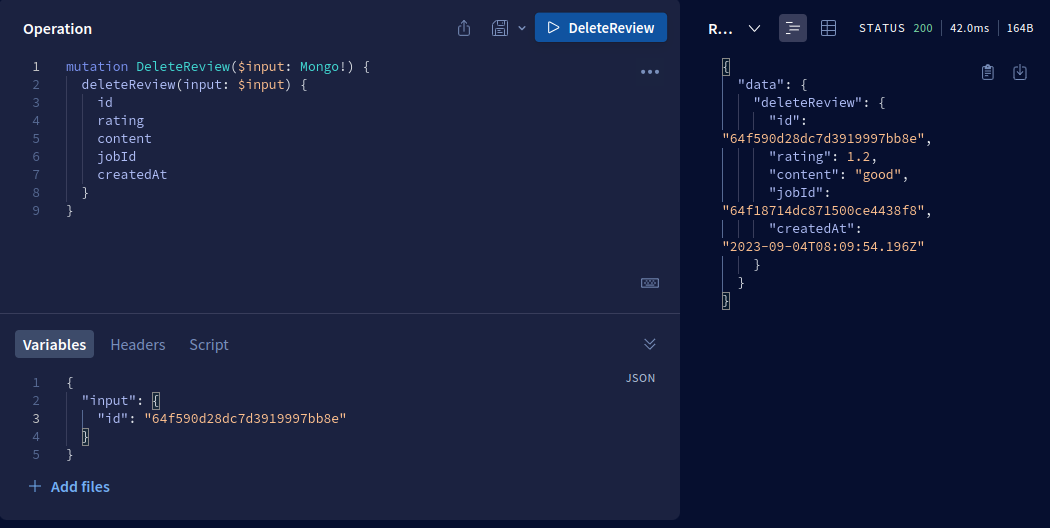 Operation
DeleteReview
1 mutation DeleteReview($input: Mongo!) {
2 deleteReview(input: $input) {
3 id
4 rating
5 content
6 jobId
7 createdAt
8 }
9 }
Variables Headers Script
JSON
1 {
2 "input": {
3 "id": "64f590d28dc7d3919997bb8e"
4 }
5 }
+ Add files
R... STATUS 200 42.0ms 164B
{
"data": {
"deleteReview": {
"id":
"64f590d28dc7d3919997bb8e",
"rating": 1.2,
"content": "good",
"jobId":
"64f18714dc871500ce4438f8",
"createdAt":
"2023-09-04T08:09:54.196Z"
}
}
}